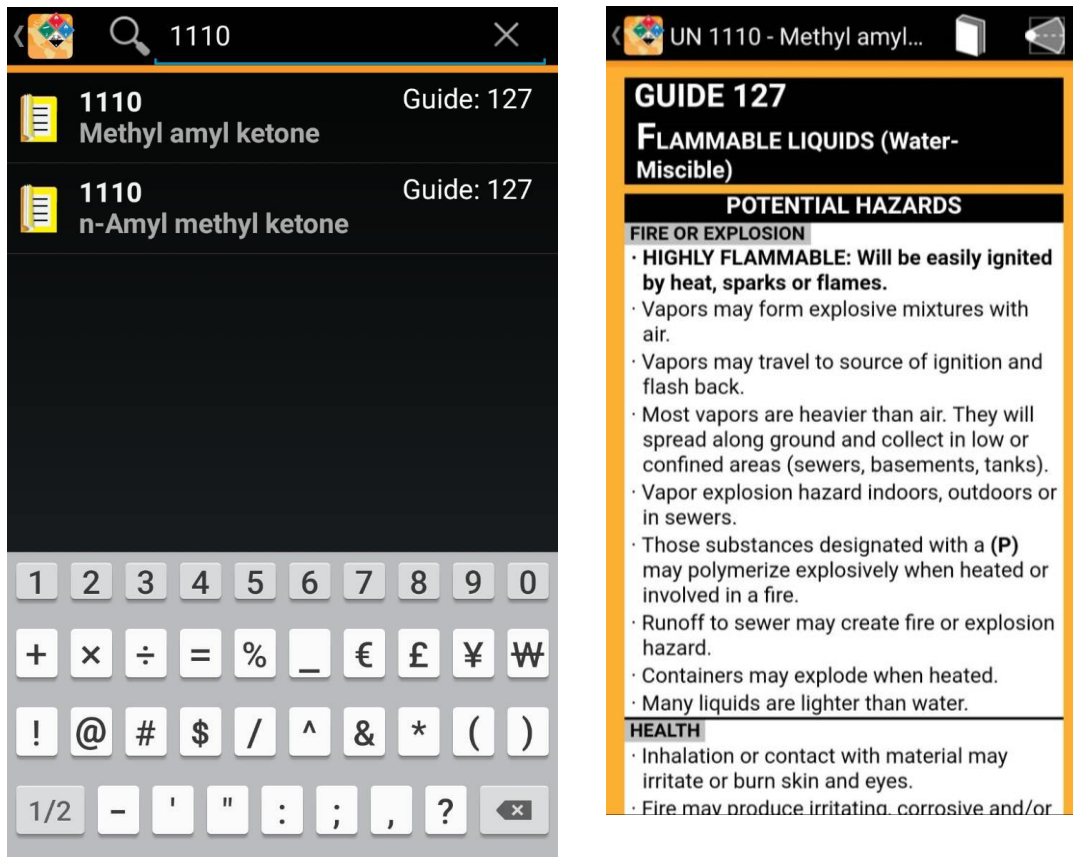 1110
1110
Guide: 127
Methyl amyl ketone
1110
Guide: 127
n-Amyl methyl ketone
1 2 3 4 5 6 7 8 9 0
+ × ÷ = % _ € £ ¥ ₩
! @ # $ / ^ & * ( )
1/2 - ' " : ; , ?
UN 1110 - Methyl amyl...
GUIDE 127
FLAMMABLE LIQUIDS (Water-
Miscible)
POTENTIAL HAZARDS
FIRE OR EXPLOSION
· HIGHLY FLAMMABLE: Will be easily ignited
by heat, sparks or flames.
· Vapors may form explosive mixtures with
air.
· Vapors may travel to source of ignition and
flash back.
· Most vapors are heavier than air. They will
spread along ground and collect in low or
confined areas (sewers, basements, tanks).
· Vapor explosion hazard indoors, outdoors or
in sewers.
· Those substances designated with a (P)
may polymerize explosively when heated or
involved in a fire.
· Runoff to sewer may create fire or explosion
hazard.
· Containers may explode when heated.
· Many liquids are lighter than water.
HEALTH
· Inhalation or contact with material may
irritate or burn skin and eyes.
· Fire may produce irritating, corrosive and/or